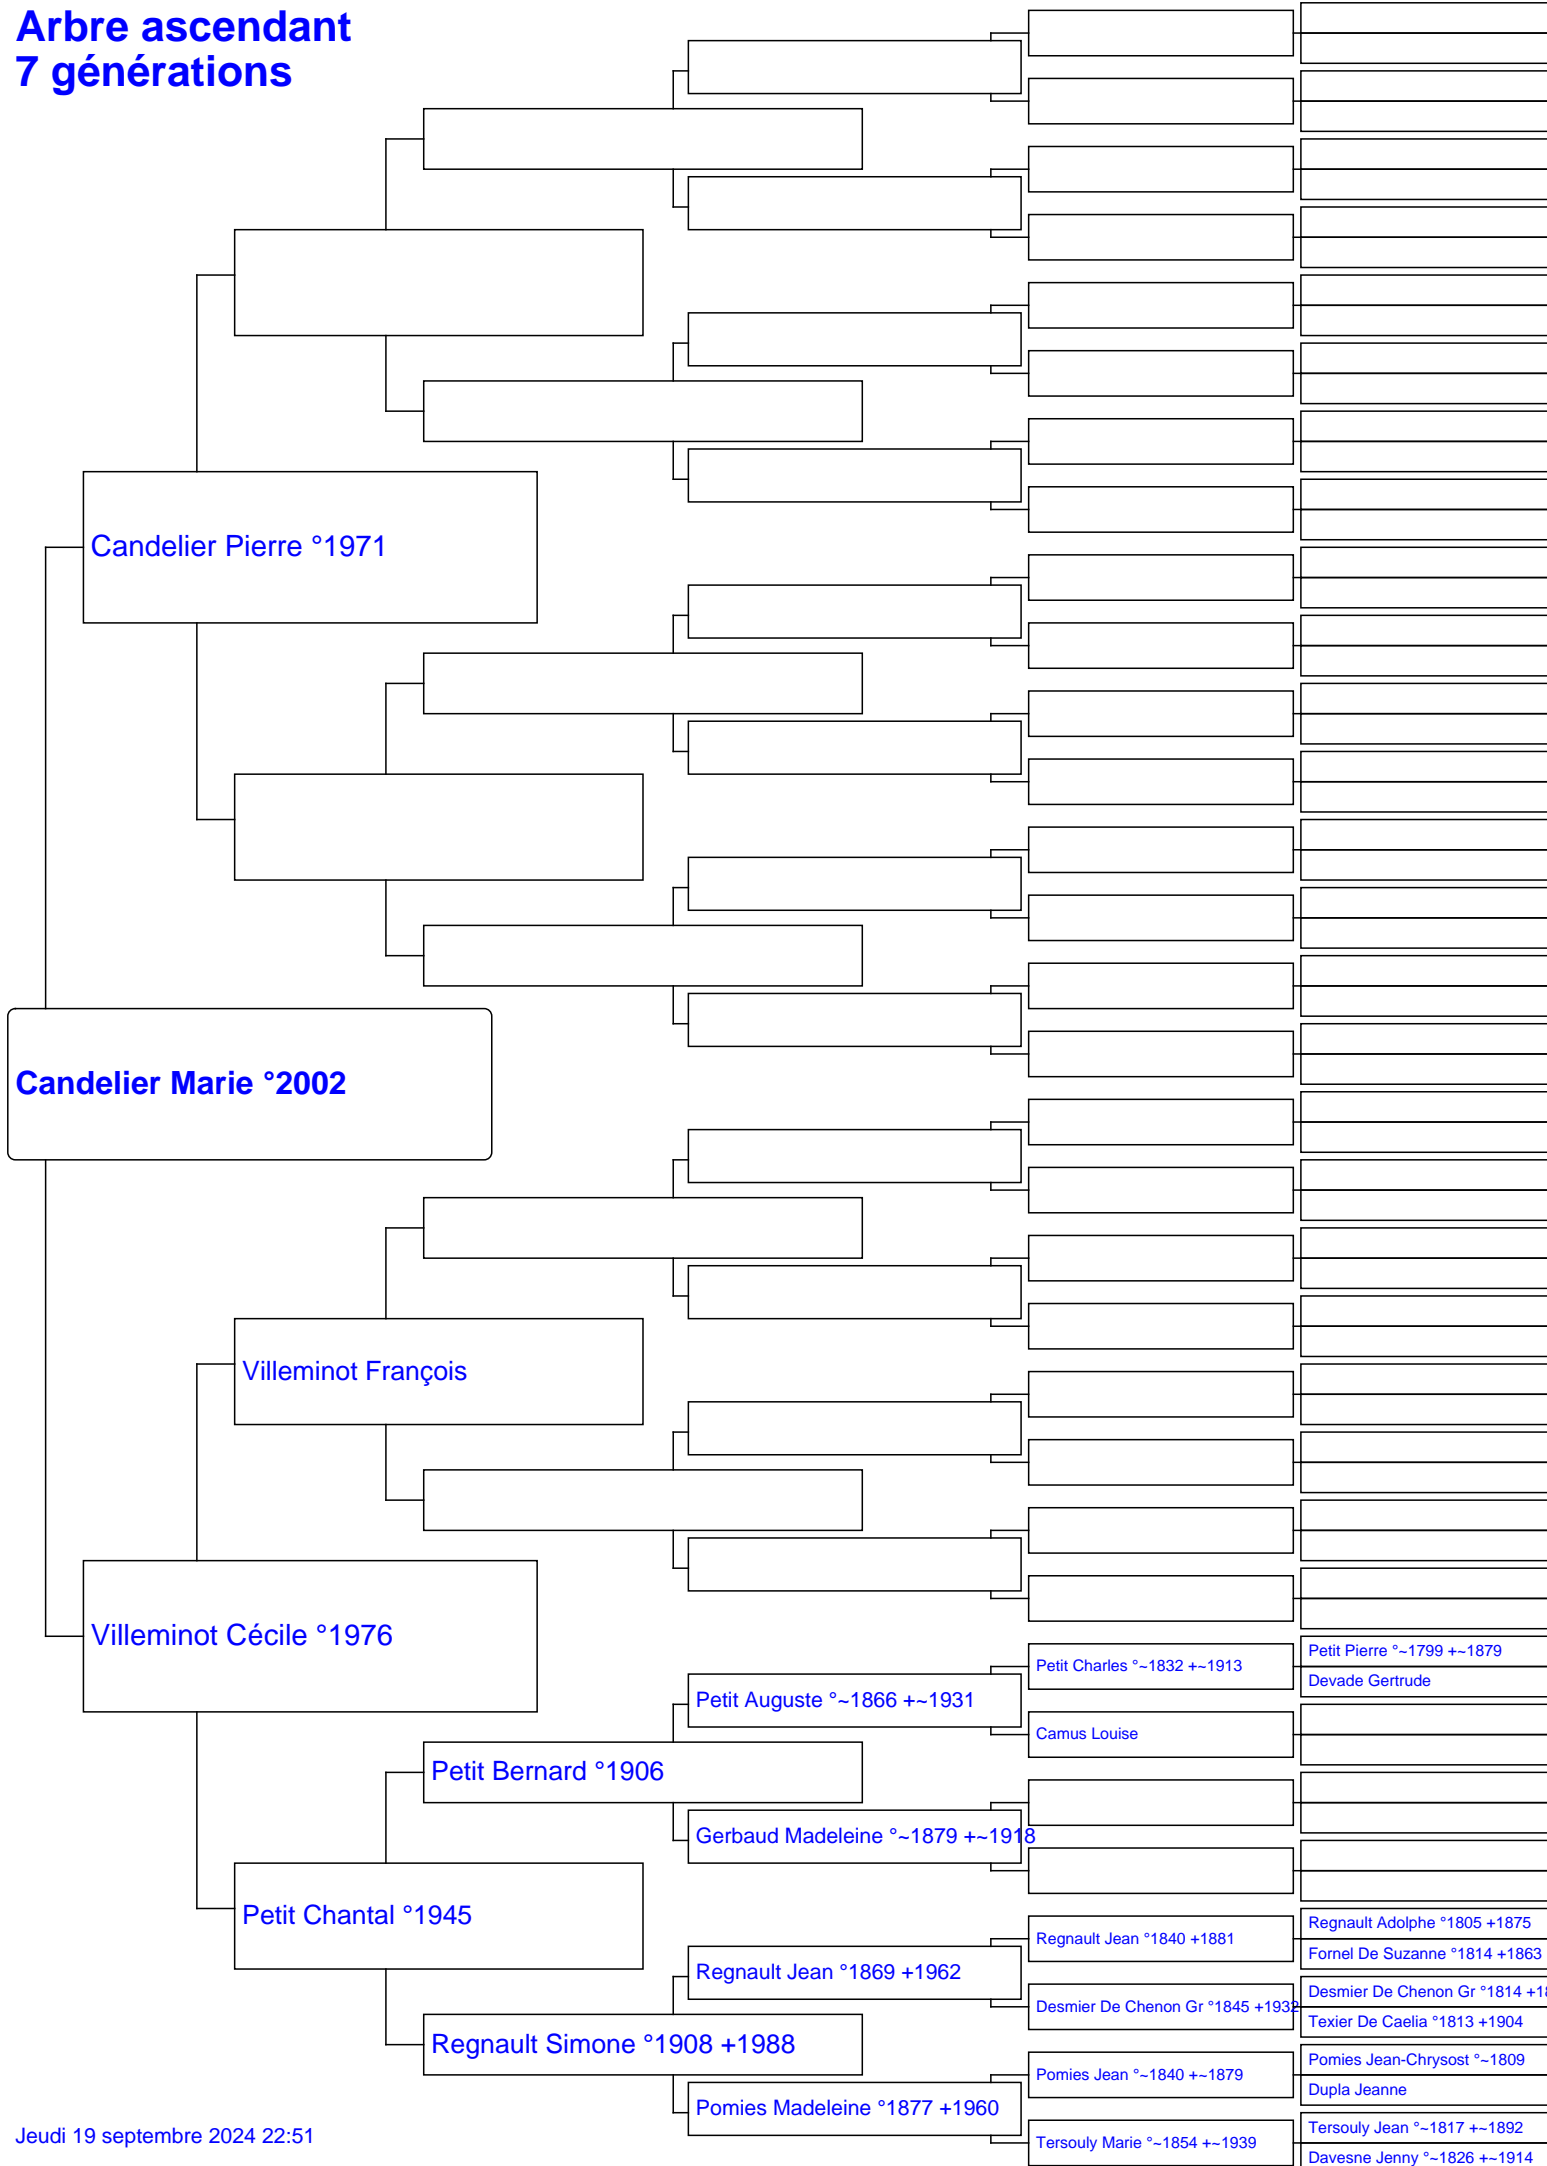 Arbre ascendant
7 générations
Candelier Pierre °1971
Candelier Marie °2002
Villeminot François
Villeminot Cécile °1976
Petit Pierre °~1799 +~1879
Petit Charles °~1832 +~1913
Devade Gertrude
Petit Auguste °~1866 +~1931
Camus Louise
Petit Bernard °1906
Gerbaud Madeleine °~1879 +~1918
Petit Chantal °1945
Regnault Adolphe °1805 +1875
Regnault Jean °1840 +1881
Fornel De Suzanne °1814 +1863
Regnault Jean °1869 +1962
Desmier De Chenon Gr °1814 +18
Desmier De Chenon Gr °1845 +1932
Texier De Caelia °1813 +1904
Regnault Simone °1908 +1988
Pomies Jean-Chrysost °~1809
Pomies Jean °~1840 +~1879
Dupla Jeanne
Pomies Madeleine °1877 +1960
Tersouly Jean °~1817 +~1892
Tersouly Marie °~1854 +~1939
Davesne Jenny °~1826 +~1914
Jeudi 19 septembre 2024 22:51